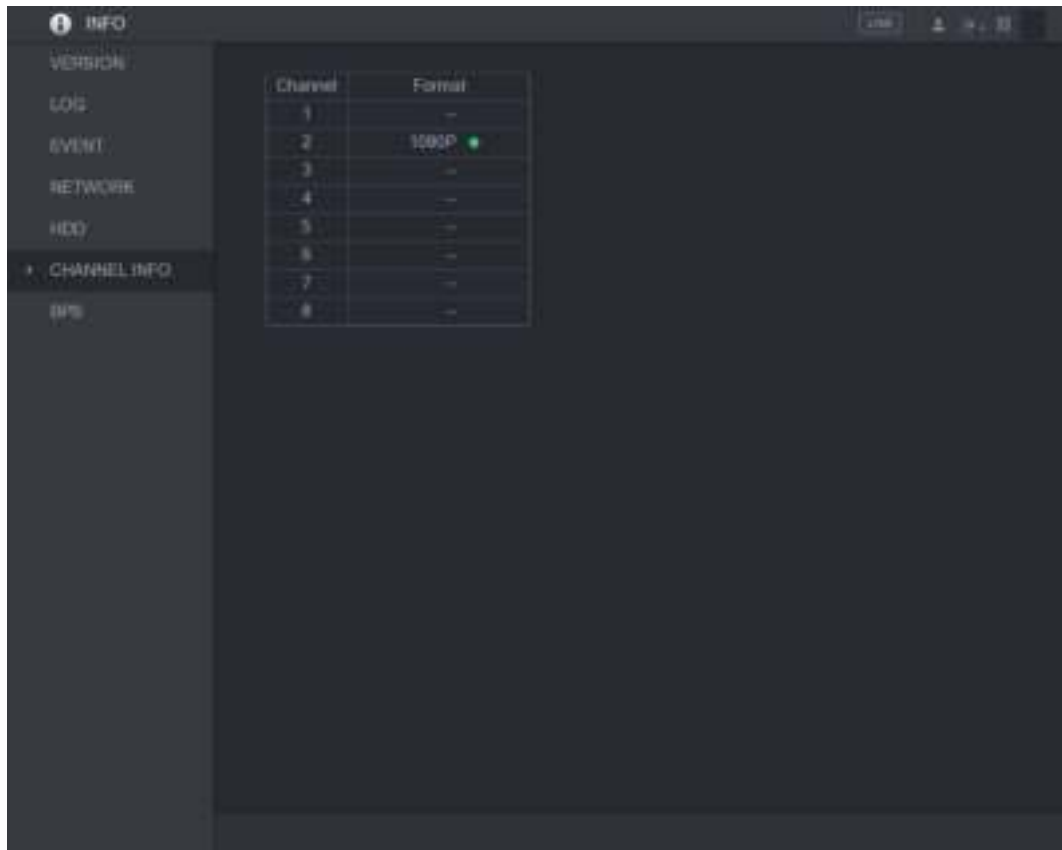 INFO
LIVE
VERSION
LOG
EVENT
NETWORK
HDD
CHANNEL INFO
BPS
Channel Format
1 --
2 1080P
3 --
4 --
5 --
6 --
7 --
8 --